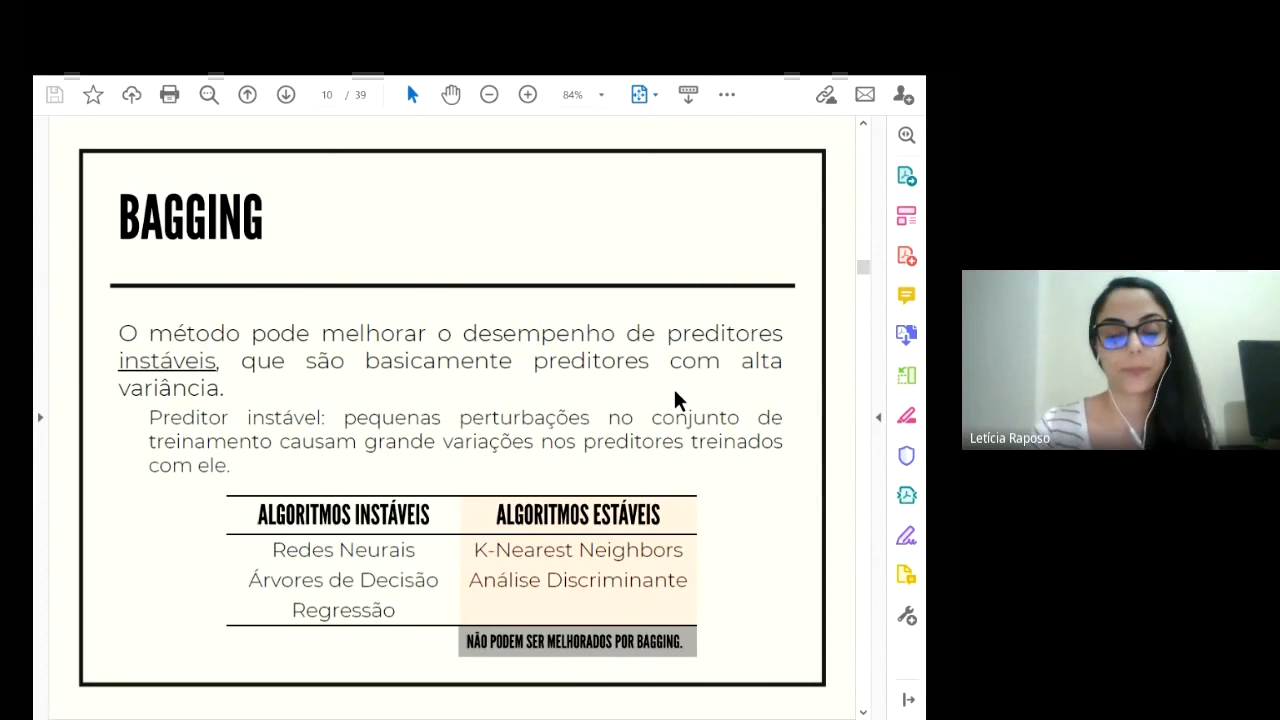 10 / 39
84%
BAGGING
O método pode melhorar o desempenho de preditores
instáveis, que são basicamente preditores com alta
variância.
Preditor instável: pequenas perturbações no conjunto de
treinamento causam grande variações nos preditores treinados
com ele.
ALGORITMOS INSTÁVEIS ALGORITMOS ESTÁVEIS
Redes Neurais K-Nearest Neighbors
Árvores de Decisão Análise Discriminante
Regressão
NÃO PODEM SER MELHORADOS POR BAGGING.
Letícia Raposo